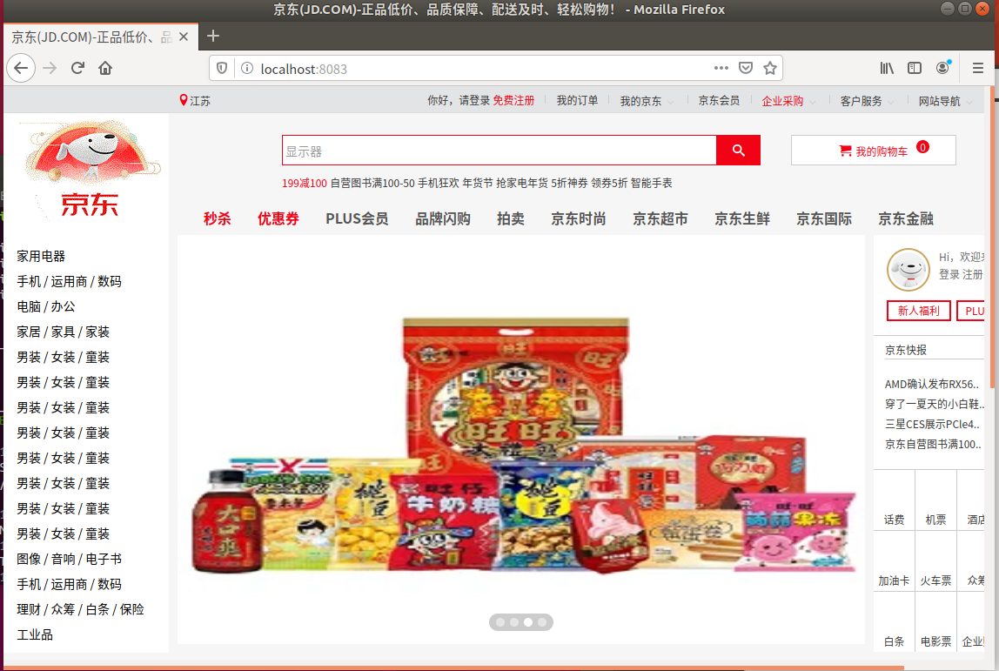 京东(JD.COM)-正品低价、品质保障、配送及时、轻松购物！ - Mozilla Firefox
京东(JD.COM)-正品低价、品
localhost:8083
江苏
你好，请登录 免费注册 我的订单 我的京东 京东会员 企业采购 客户服务 网站导航
京东
显示器
我的购物车 0
199减100 自营图书满100-50 手机狂欢 年货节 抢家电年货 5折神券 领券5折 智能手表
秒杀 优惠券 PLUS会员 品牌闪购 拍卖 京东时尚 京东超市 京东生鲜 京东国际 京东金融
家用电器
手机 / 运用商 / 数码
电脑 / 办公
家居 / 家具 / 家装
男装 / 女装 / 童装
男装 / 女装 / 童装
男装 / 女装 / 童装
男装 / 女装 / 童装
男装 / 女装 / 童装
男装 / 女装 / 童装
男装 / 女装 / 童装
男装 / 女装 / 童装
图像 / 音响 / 电子书
手机 / 运用商 / 数码
理财 / 众筹 / 白条 / 保险
工业品
旺旺
大口爽
旺仔
牛奶糖
旺旺
蒟蒻果冻
Hi，欢迎
登录 注册
新人福利 PLU
京东快报
AMD确认发布RX56..
穿了一夏天的小白鞋..
三星CES展示PCle4..
京东自营图书满100..
话费 机票 酒店
加油卡 火车票 众筹
白条 电影票 企业